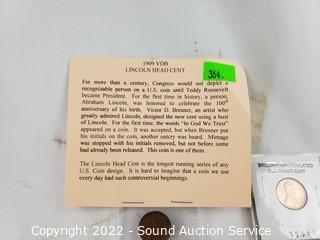 1909 VDB
LINCOLN HEAD CENT
364.
For more than a century, Congress would not depict a
recognizable person on a U.S. coin until Teddy Roosevelt
became President. For the first time in history, a person,
Abraham Lincoln, was honored to celebrate the 100th
anniversary of his birth. Victor D. Brenner, an artist who
greatly admired Lincoln, designed the new cent using a bust
of Lincoln. For the first time, the words "In God We Trust"
appeared on a coin. It was accepted, but when Brenner put
his initials on the coin, another outcry was heard. Mintage
was stopped with his initials removed, but not before some
had already been released. This coin is one of them.
The Lincoln Head Cent is the longest running series of any
U.S. Coin design. It is hard to imagine that a coin we use
every day had such controversial beginnings.
BRILLIANT UNCIRCULATED
OLD WHEAT CENT
Copyright 2022 - Sound Auction Service